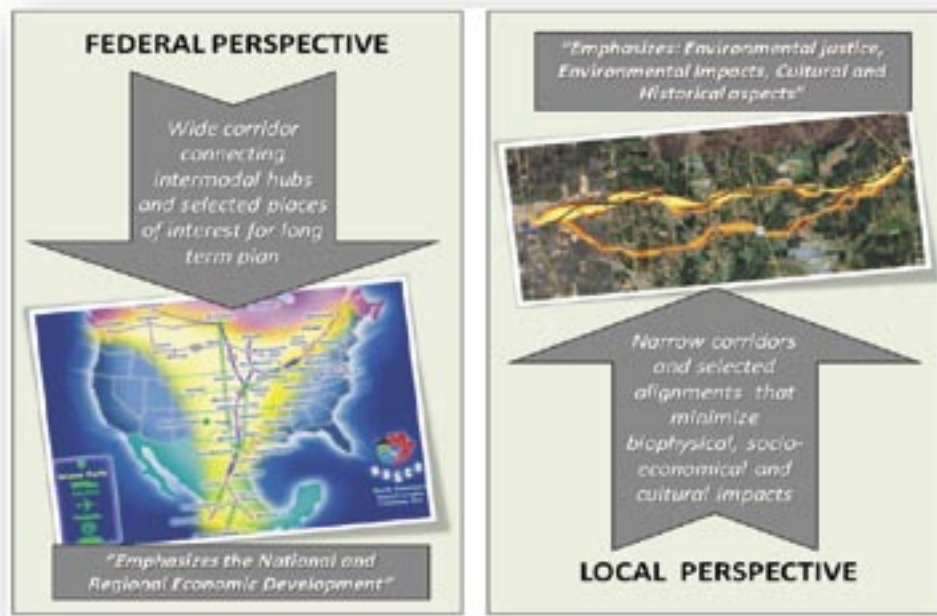 FEDERAL PERSPECTIVE
Wide corridor
connecting
intermodal hubs
and selected places
of interest for long
term plan
"Emphasizes the National and
Regional Economic Development"
"Emphasizes: Environmental justice,
Environmental Impacts, Cultural and
Historical aspects"
Narrow corridors
and selected
alignments that
minimize
biophysical, socio-
economical and
cultural impacts
LOCAL PERSPECTIVE